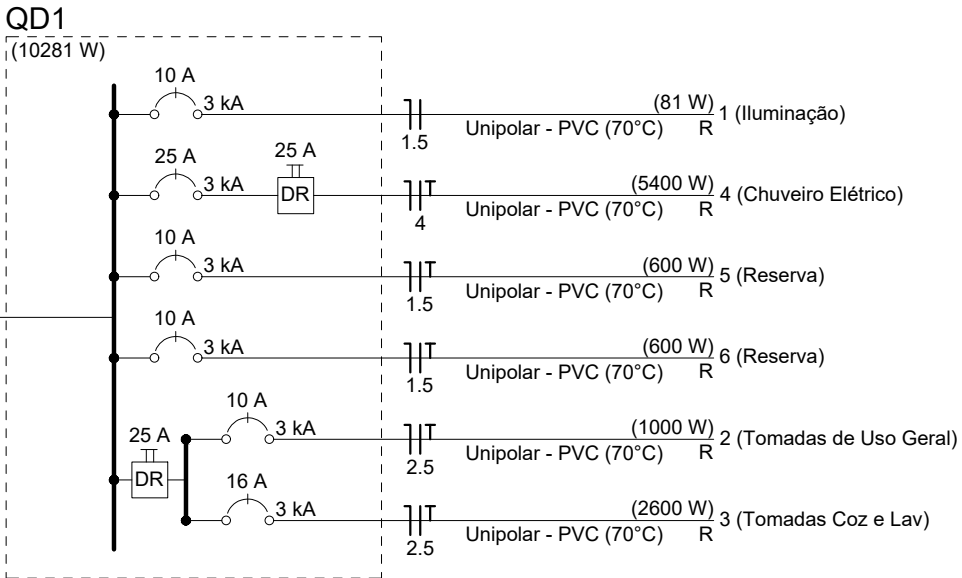 QD1
(10281 W)
10 A
3 kA
1.5
(81 W)
Unipolar - PVC (70°C)
R
1 (Iluminação)
25 A
3 kA
25 A
DR
4
(5400 W)
Unipolar - PVC (70°C)
R
4 (Chuveiro Elétrico)
10 A
3 kA
1.5
(600 W)
Unipolar - PVC (70°C)
R
5 (Reserva)
10 A
3 kA
1.5
(600 W)
Unipolar - PVC (70°C)
R
6 (Reserva)
25 A
DR
10 A
3 kA
2.5
(1000 W)
Unipolar - PVC (70°C)
R
2 (Tomadas de Uso Geral)
16 A
3 kA
2.5
(2600 W)
Unipolar - PVC (70°C)
R
3 (Tomadas Coz e Lav)